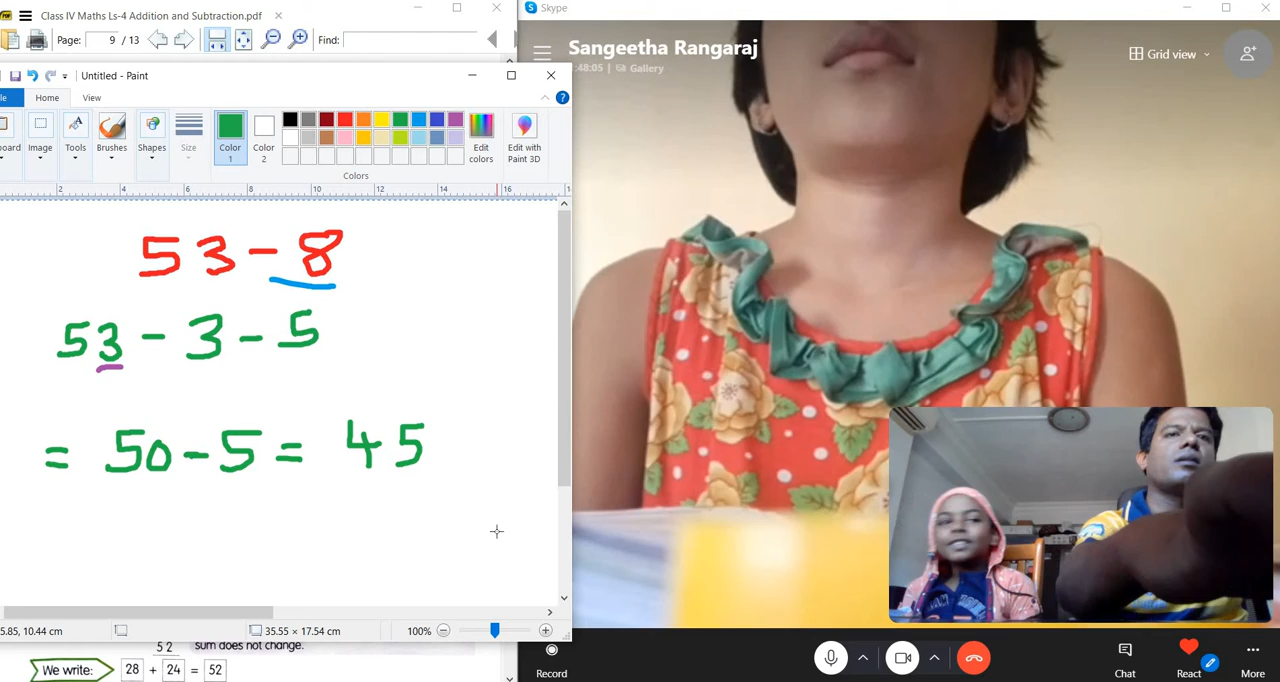 Class IV Maths Ls-4 Addition and Subtraction.pdf
Page: 9 / 13 Find:
Untitled - Paint
Home View
Image Tools Brushes Shapes Size Color 1 Color 2 Edit colors Edit with Paint 3D
Colors
2 4 6 8 10 12 14 16
53 - 8
53 - 3 - 5
= 50 - 5 = 45
5.85, 10.44 cm 35.55 × 17.54 cm 100%
5 2 sum does not change.
We write: 28 + 24 = 52
Skype
Sangeetha Rangaraj
:48:05 Gallery
Grid view
Record Chat React More